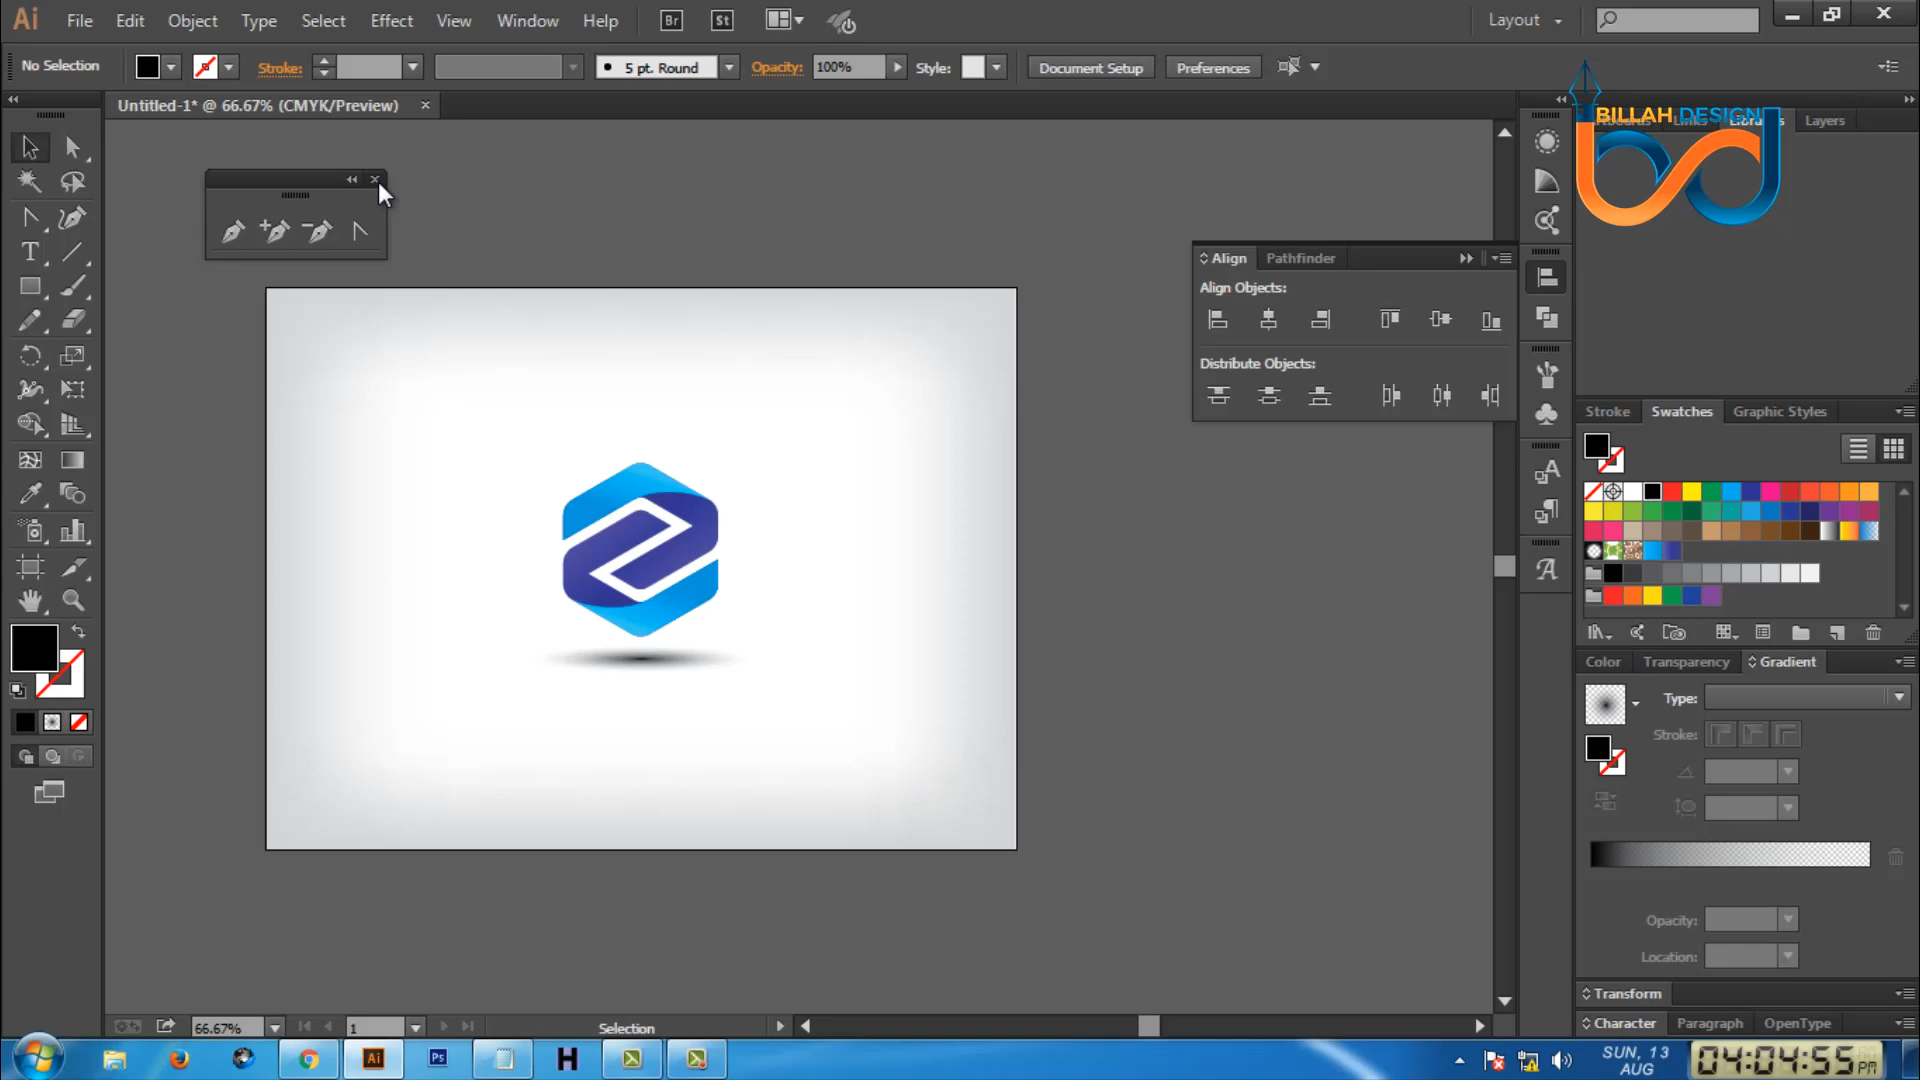 Ai File Edit Object Type Select Effect View Window Help Br St Layout
No Selection Stroke: 5 pt. Round Opacity: 100% Style: Document Setup Preferences
Untitled-1* @ 66.67% (CMYK/Preview)
BILLAH DESIGN
Layers
Align Pathfinder
Align Objects:
Distribute Objects:
Stroke Swatches Graphic Styles
Color Transparency Gradient
Type:
Stroke:
Opacity:
Location:
Transform
Character Paragraph OpenType
66.67% 1 Selection
Ai Ps H
SUN, 13
AUG
04:04:55 PM